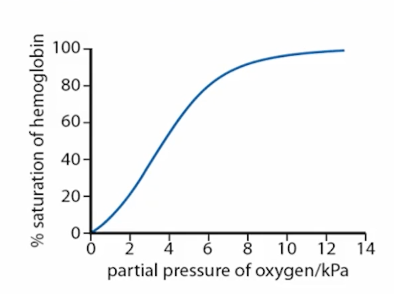 % saturation of hemoglobin
100
80
60
40
20
0
0 2 4 6 8 10 12 14
partial pressure of oxygen/kPa